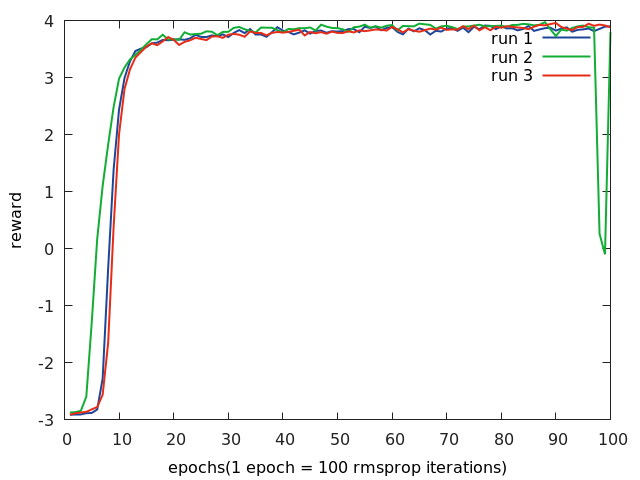 4
3
2
1
0
-1
-2
-3
reward
run 1
run 2
run 3
0 10 20 30 40 50 60 70 80 90 100
epochs(1 epoch = 100 rmsprop iterations)